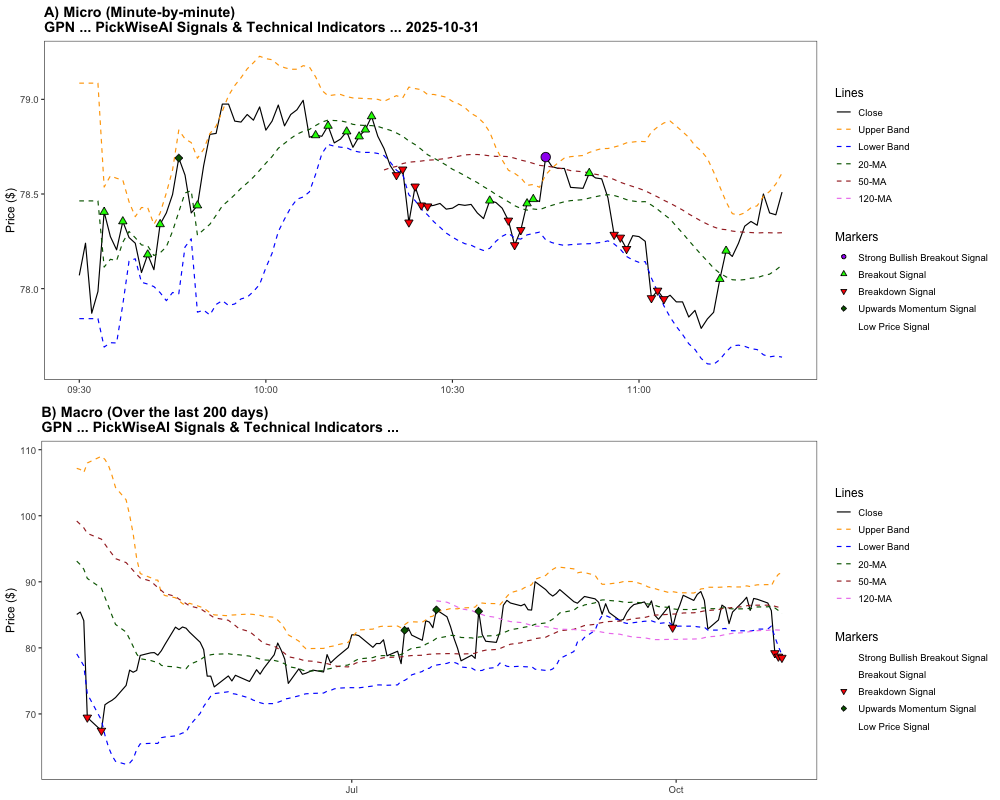 A) Micro (Minute-by-minute)
GPN ... PickWiseAI Signals & Technical Indicators ... 2025-10-31
Price ($)
79.0
78.5
78.0
09:30
10:00
10:30
11:00
Lines
Close
Upper Band
Lower Band
20-MA
50-MA
120-MA
Markers
Strong Bullish Breakout Signal
Breakout Signal
Breakdown Signal
Upwards Momentum Signal
Low Price Signal
B) Macro (Over the last 200 days)
GPN ... PickWiseAI Signals & Technical Indicators ...
Price ($)
110
100
90
80
70
Jul
Oct
Lines
Close
Upper Band
Lower Band
20-MA
50-MA
120-MA
Markers
Strong Bullish Breakout Signal
Breakout Signal
Breakdown Signal
Upwards Momentum Signal
Low Price Signal